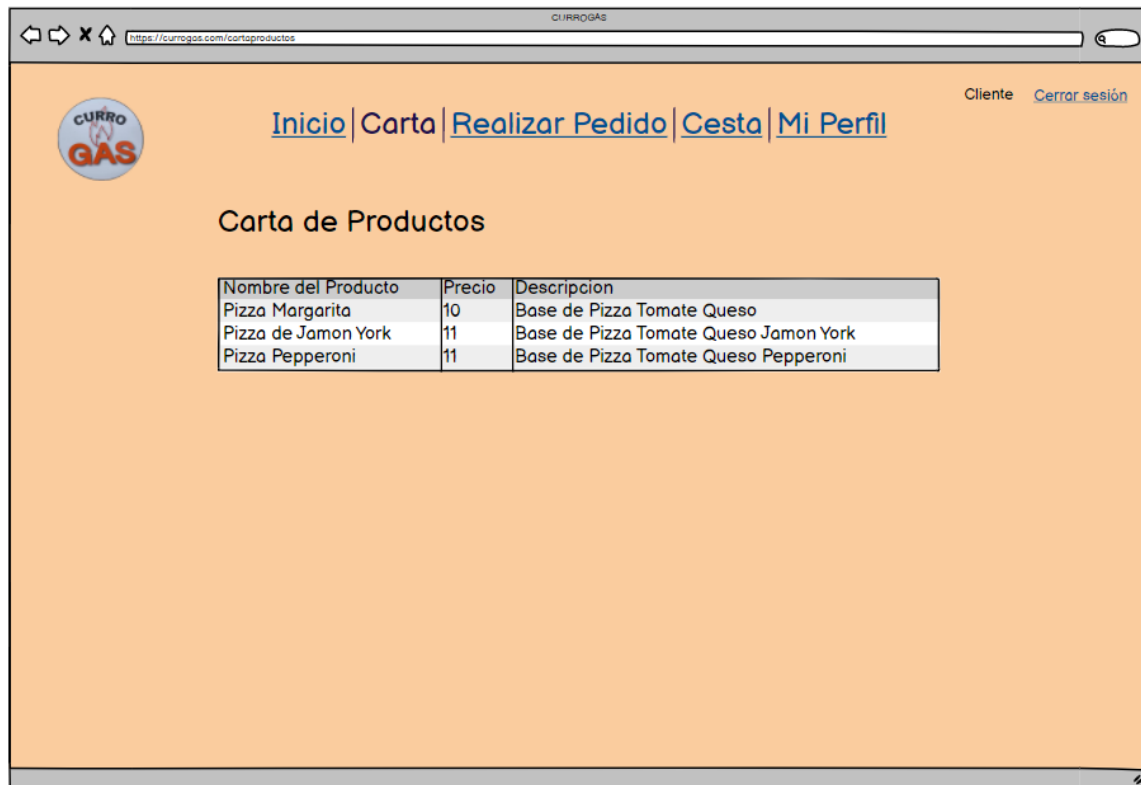 CURROGAS
https://currogas.com/cartaproductos
Cliente Cerrar sesión
CURRO
GAS
Inicio Carta Realizar Pedido Cesta Mi Perfil
Carta de Productos
Nombre del Producto Precio Descripcion
Pizza Margarita 10 Base de Pizza Tomate Queso
Pizza de Jamon York 11 Base de Pizza Tomate Queso Jamon York
Pizza Pepperoni 11 Base de Pizza Tomate Queso Pepperoni